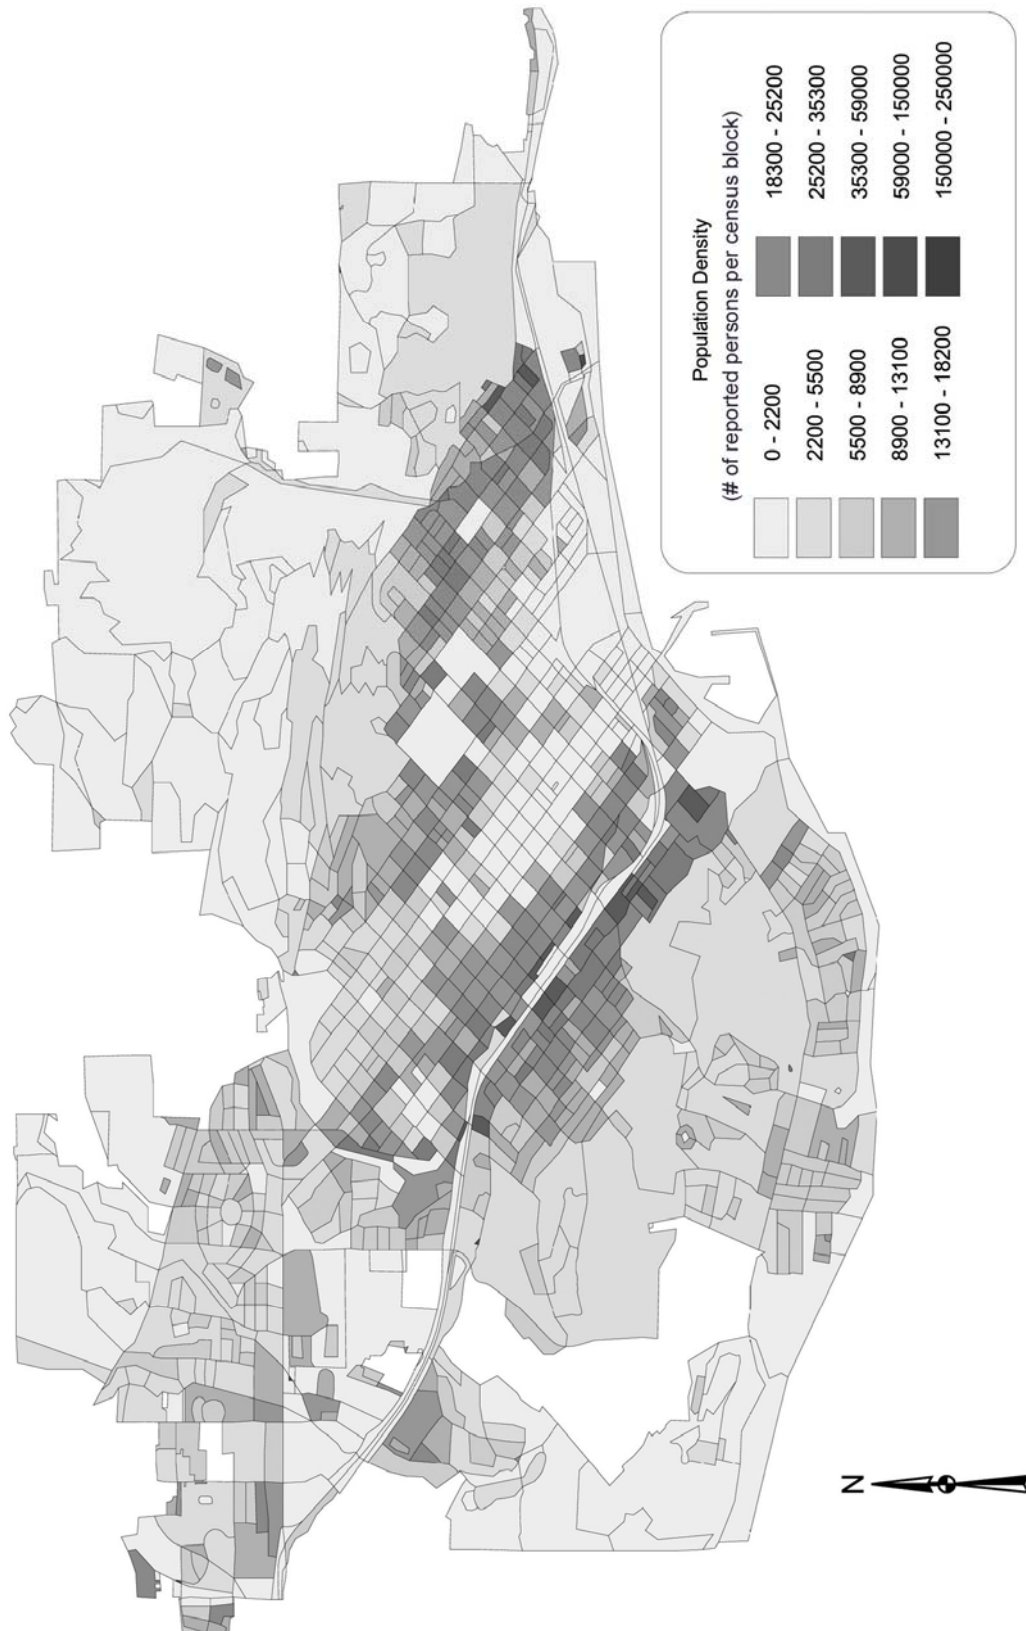 Population Density
(# of reported persons per census block)
0 - 2200
18300 - 25200
2200 - 5500
25200 - 35300
5500 - 8900
35300 - 59000
8900 - 13100
59000 - 150000
13100 - 18200
150000 - 250000
N